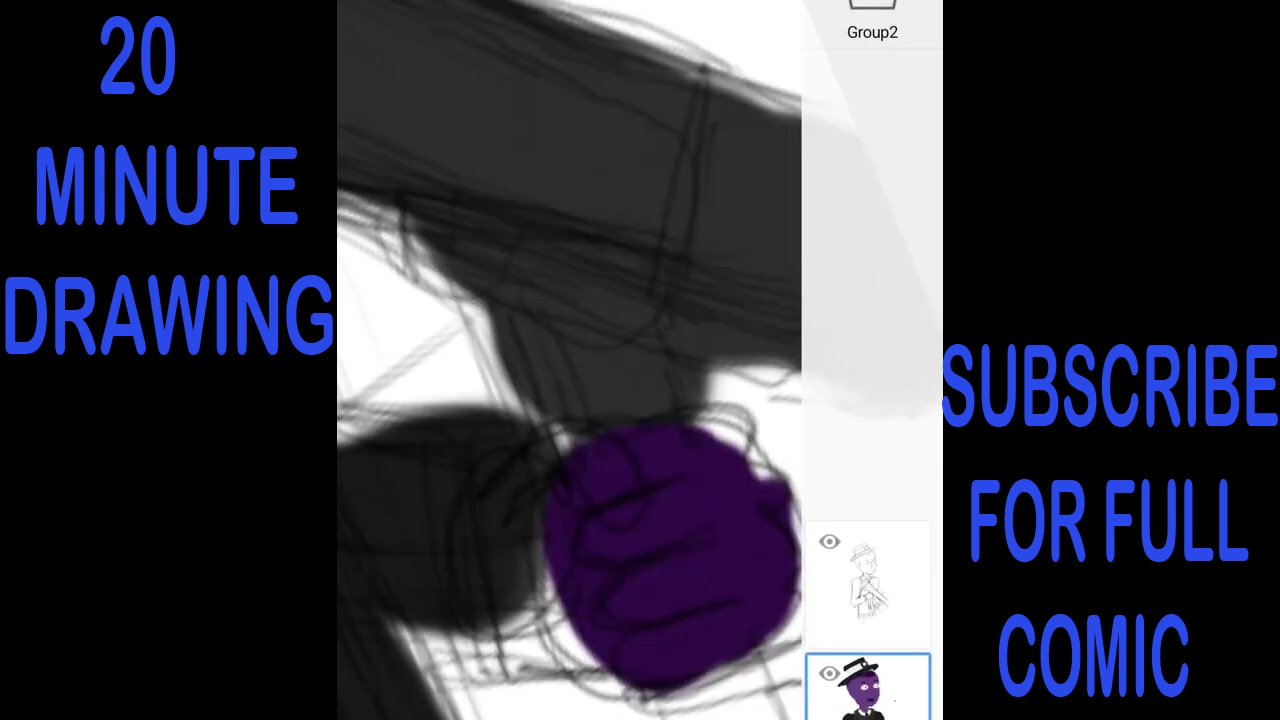 20
MINUTE
DRAWING
Group2
SUBSCRIBE
FOR FULL
COMIC